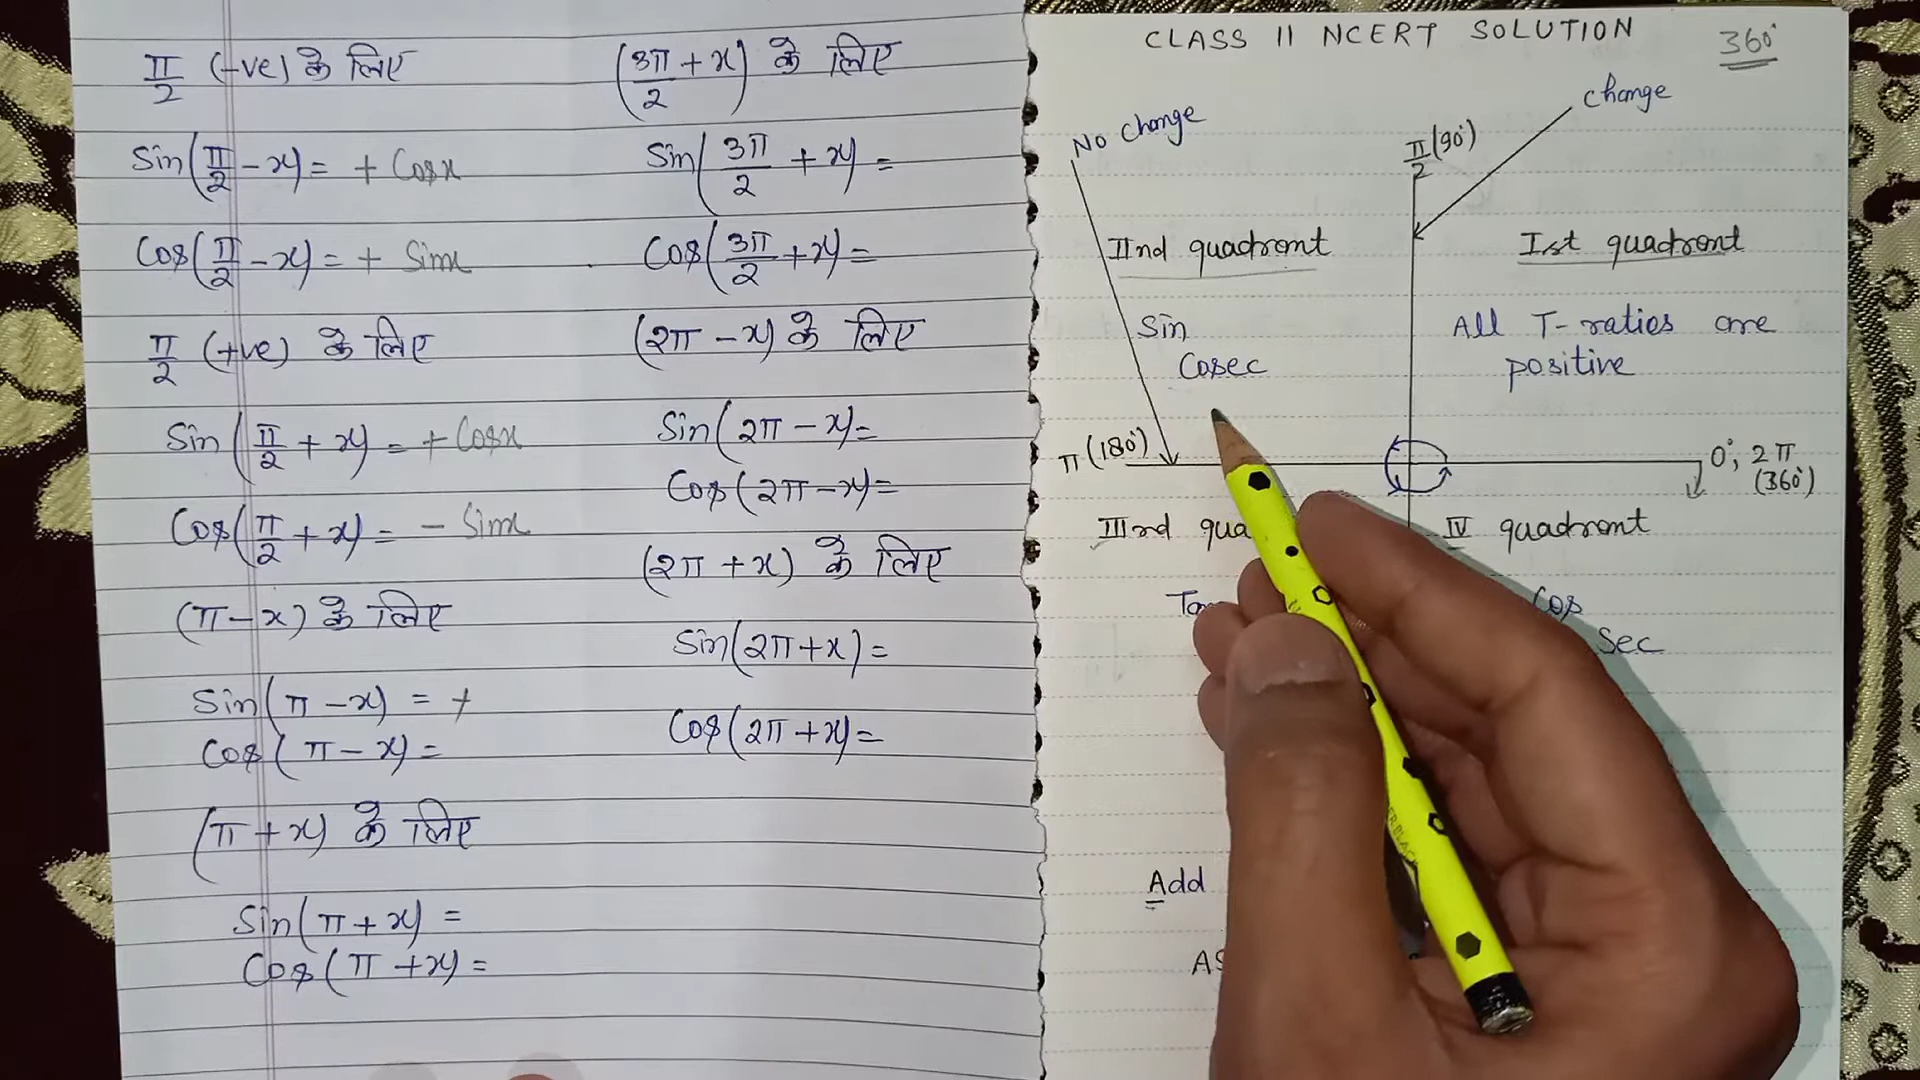 π/2 (-ve) के लिए
Sin(π/2 - x) = + Cosx
Cos(π/2 - x) = + Sinx
π/2 (+ve) के लिए
Sin(π/2 + x) = + Cosx
Cos(π/2 + x) = - Sinx
(π - x) के लिए
Sin(π - x) = +
Cos(π - x) =
(π + x) के लिए
Sin(π + x) =
Cos(π + x) =
(3π/2 + x) के लिए
Sin(3π/2 + x) =
Cos(3π/2 + x) =
(2π - x) के लिए
Sin(2π - x) =
Cos(2π - x) =
(2π + x) के लिए
Sin(2π + x) =
Cos(2π + x) =
CLASS 11 NCERT SOLUTION
360°
No change
change
π/2 (90°)
IInd quadrant
Ist quadrant
Sin
Cosec
All T-ratios are
positive
π (180°)
0°, 2π
(360°)
IIIrd qua
IV quadrant
Cos
Sec
Add